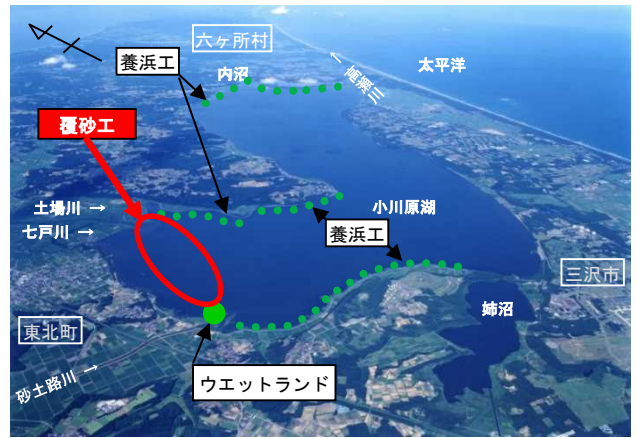 六ヶ所村
養浜工
内沼
← 高瀬川
太平洋
覆砂工
土場川 →
七戸川 →
小川原湖
養浜工
三沢市
姉沼
東北町
砂土路川 →
ウエットランド